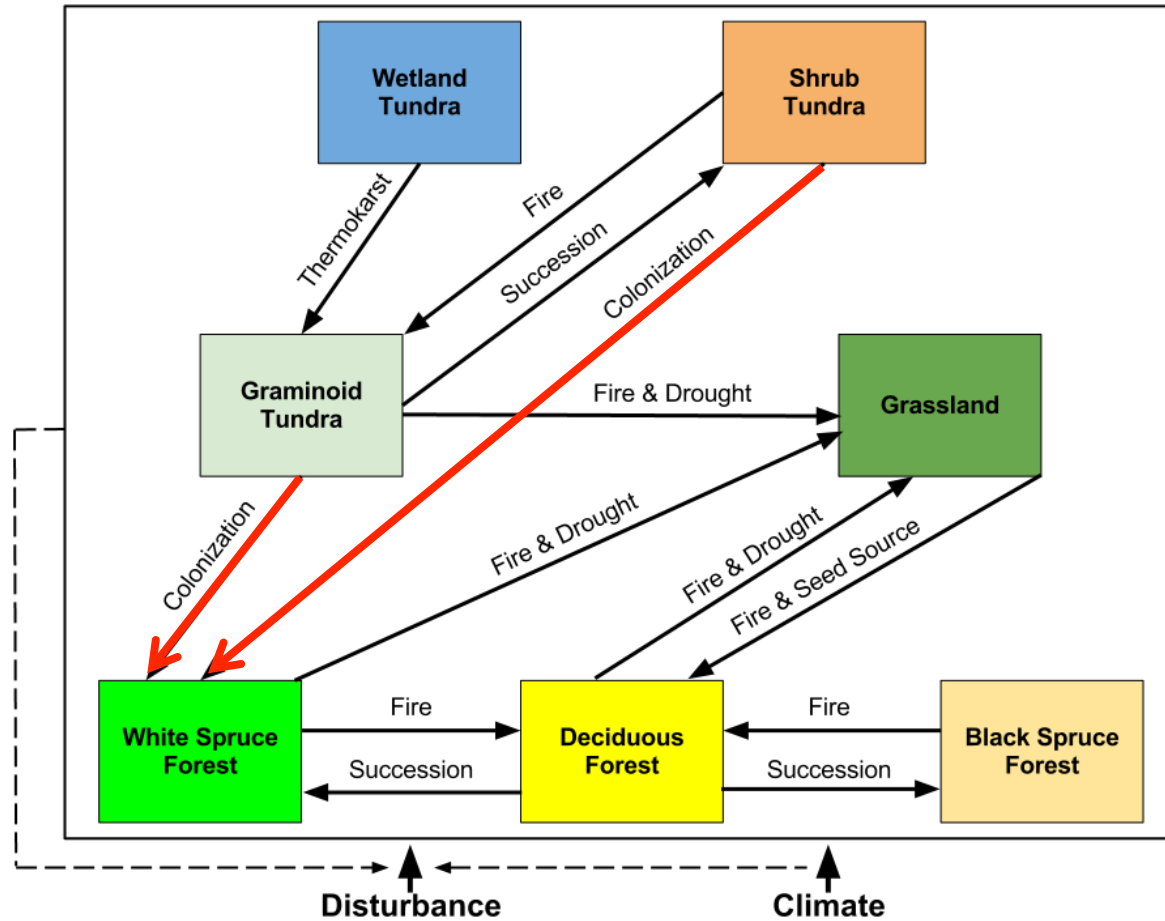 Wetland
Tundra
Shrub
Tundra
Thermokarst
Fire
Succession
Colonization
Graminoid
Tundra
Fire & Drought
Grassland
Colonization
Fire & Drought
Fire & Drought
Fire & Seed Source
White Spruce
Forest
Fire
Succession
Deciduous
Forest
Fire
Succession
Black Spruce
Forest
Disturbance
Climate